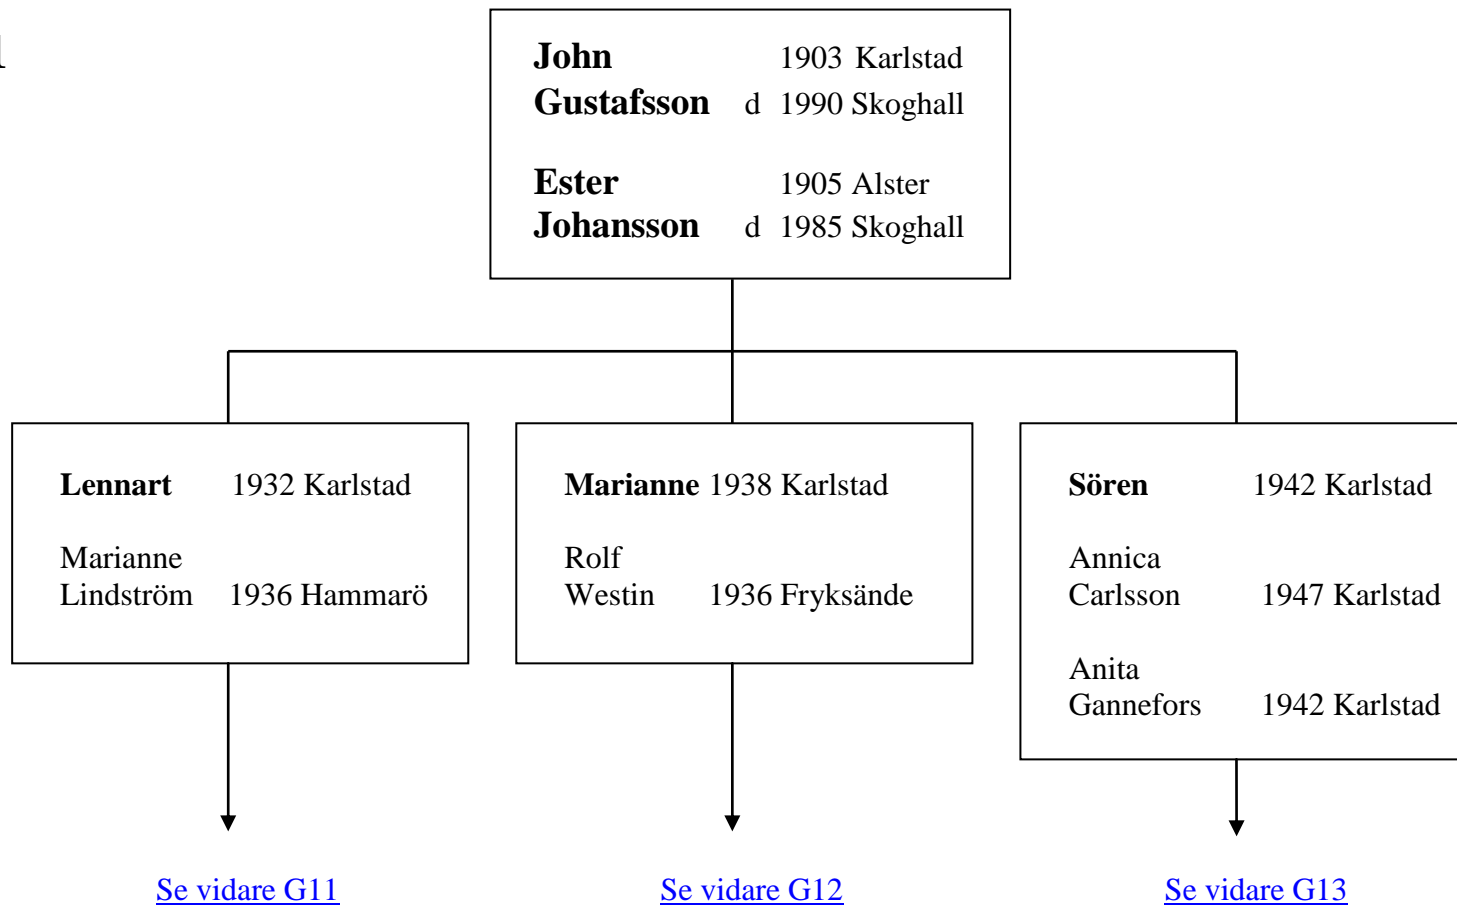 John 1903 Karlstad
Gustafsson d 1990 Skoghall
Ester 1905 Alster
Johansson d 1985 Skoghall
Lennart 1932 Karlstad
Marianne
Lindström 1936 Hammarö
Marianne 1938 Karlstad
Rolf
Westin 1936 Fryksände
Sören 1942 Karlstad
Annica
Carlsson 1947 Karlstad
Anita
Gannefors 1942 Karlstad
Se vidare G11
Se vidare G12
Se vidare G13